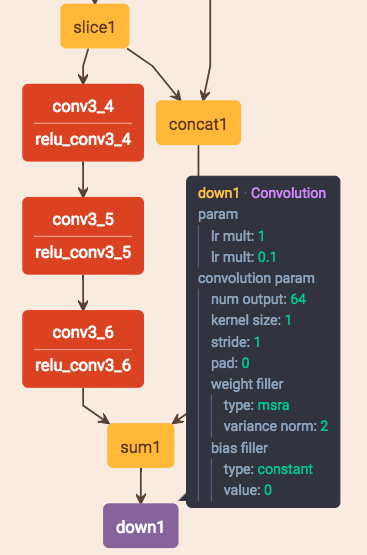 slice1
conv3_4
relu_conv3_4
concat1
conv3_5
relu_conv3_5
conv3_6
relu_conv3_6
sum1
down1
down1 · Convolution
param
lr mult: 1
lr mult: 0.1
convolution param
num output: 64
kernel size: 1
stride: 1
pad: 0
weight filler
type: msra
variance norm: 2
bias filler
type: constant
value: 0